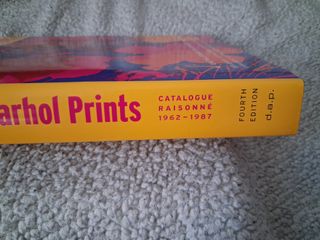 arhol Prints
CATALOGUE
RAISONNÉ
1962–1987
FOURTH
EDITION
d.a.p.